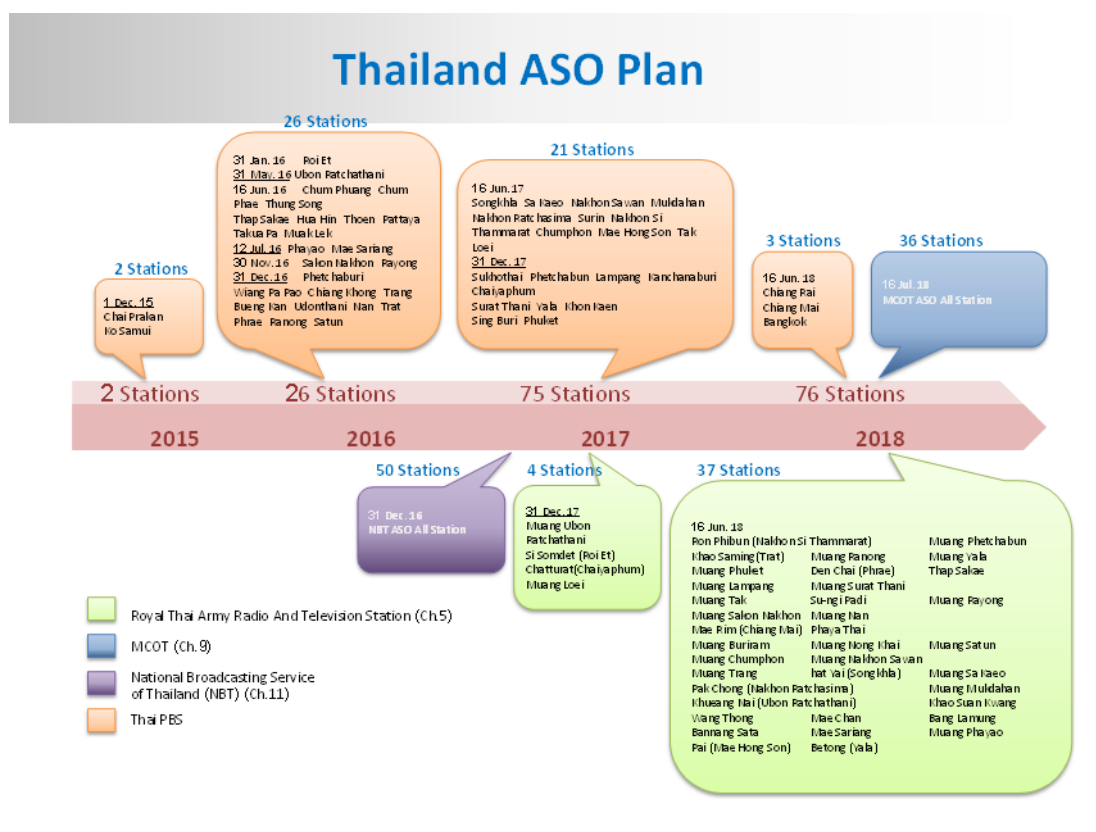 Thailand ASO Plan
26 Stations
31 Jan. 16 Roi Et
31 May. 16 Ubon Ratchathani
16 Jun. 16 Chum Phuang Chum
Phae Thung Song
Thap Sakae Hua Hin Thoen Pattaya
Takua Pa Muak Lek
12 Jul. 16 Phayao Mae Sariang
30 Nov. 16 Sakon Nakhon Rayong
31 Dec. 16 Phetchaburi
Wiang Pa Pao Chiang Khong Trang
Bueng Kan Udonthani Nan Trat
Phrae Ranong Satun
21 Stations
16 Jun. 17
Songkhla Sa Kaeo Nakhon Sawan Mukdahan
Nakhon Ratchasima Surin Nakhon Si
Thammarat Chumphon Mae Hong Son Tak
Loei
31 Dec. 17
Sukhothai Phetchabun Lampang Kanchanaburi
Chaiyaphum
Surat Thani Yala Khon Kaen
Sing Buri Phuket
3 Stations
16 Jun. 18
Chiang Rai
Chiang Mai
Bangkok
36 Stations
16 Jul. 18
MCOT ASO All Station
2 Stations
1 Dec. 15
Chai Prakan
Ko Samui
2 Stations 26 Stations 75 Stations 76 Stations
2015 2016 2017 2018
50 Stations
31 Dec. 16
NBT ASO All Station
4 Stations
31 Dec. 17
Muang Ubon
Ratchathani
Si Somdet (Roi Et)
Chatturat(Chaiyaphum)
Muang Loei
37 Stations
16 Jun. 18
Ron Phibun (Nakhon Si Thammarat) Muang Phetchabun
Khao Saming (Trat) Muang Ranong Muang Yala
Muang Phuket Den Chai (Phrae) Thap Sakae
Muang Lampang Muang Surat Thani
Muang Tak Su-ngi Padi Muang Rayong
Muang Sakon Nakhon Muang Nan
Mae Rim (Chiang Mai) Phaya Thai
Muang Buriram Muang Nong Khai Muang Satun
Muang Chumphon Muang Nakhon Sawan
Muang Trang hat Yai (Songkhla) Muang Sa Kaeo
Pak Chong (Nakhon Ratchasima) Muang Mukdahan
Khueang Nai (Ubon Ratchathani) Khao Suan Kwang
Wang Thong Mae Chan Bang Lamung
Bannang Sata Mae Sariang Muang Phayao
Pai (Mae Hong Son) Betong (Yala)
Royal Thai Army Radio And Television Station (Ch.5)
MCOT (Ch.9)
National Broadcasting Service
of Thailand (NBT) (Ch.11)
Thai PBS